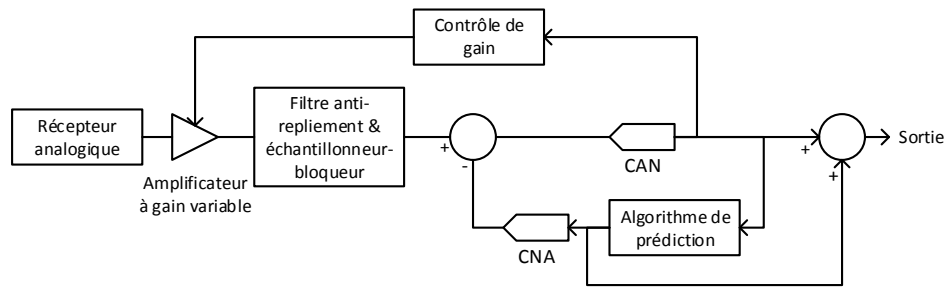 Contrôle de
gain
Récepteur
analogique
Amplificateur
à gain variable
Filtre anti-
repliement &
échantillonneur-
bloqueur
+
-
CAN
CNA
Algorithme de
prédiction
+
+
Sortie